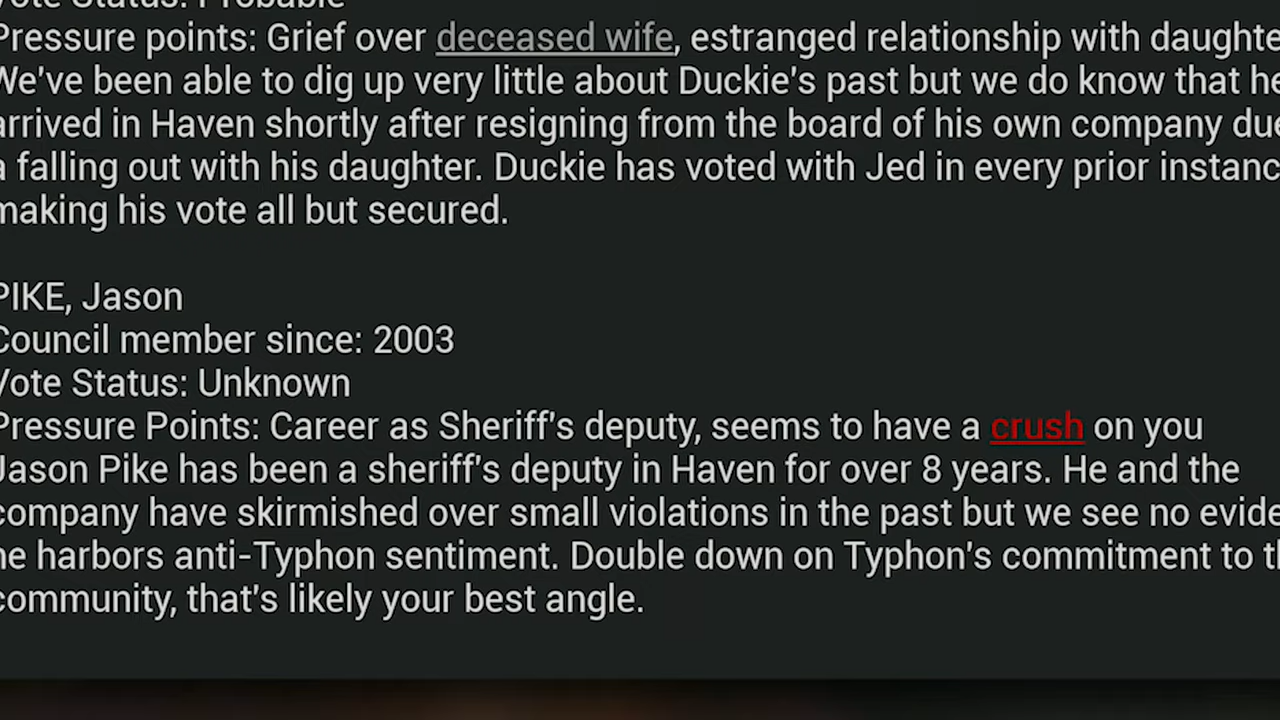 Vote Status: Probable
Pressure points: Grief over deceased wife, estranged relationship with daughte
We've been able to dig up very little about Duckie's past but we do know that he
arrived in Haven shortly after resigning from the board of his own company due
a falling out with his daughter. Duckie has voted with Jed in every prior instanc
making his vote all but secured.
PIKE, Jason
Council member since: 2003
Vote Status: Unknown
Pressure Points: Career as Sheriff's deputy, seems to have a crush on you
Jason Pike has been a sheriff's deputy in Haven for over 8 years. He and the
company have skirmished over small violations in the past but we see no evide
he harbors anti-Typhon sentiment. Double down on Typhon's commitment to th
community, that's likely your best angle.